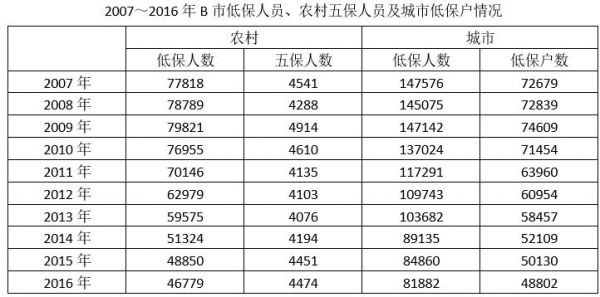 2007～2016 年 B 市低保人员、农村五保人员及城市低保户情况
农村 城市
低保人数 五保人数 低保人数 低保户数
2007 年 77818 4541 147576 72679
2008 年 78789 4288 145075 72839
2009 年 79821 4914 147142 74609
2010 年 76955 4610 137024 71454
2011 年 70146 4135 117291 63960
2012 年 62979 4103 109743 60954
2013 年 59575 4076 103682 58457
2014 年 51324 4194 89135 52109
2015 年 48850 4451 84860 50130
2016 年 46779 4474 81882 48802